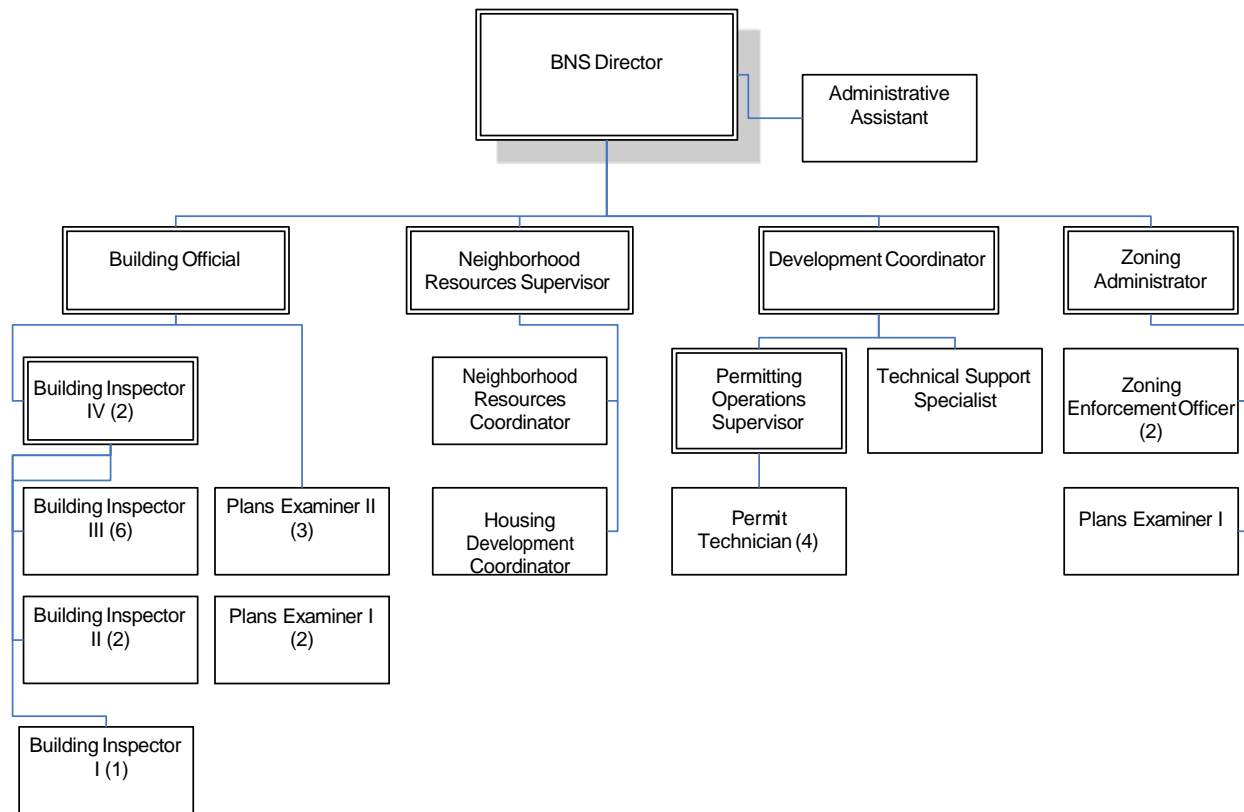 BNS Director
Administrative
Assistant
Building Official
Neighborhood
Resources Supervisor
Development Coordinator
Zoning
Administrator
Building Inspector
IV (2)
Neighborhood
Resources
Coordinator
Permitting
Operations
Supervisor
Technical Support
Specialist
Zoning
Enforcement Officer
(2)
Building Inspector
III (6)
Plans Examiner II
(3)
Housing
Development
Coordinator
Permit
Technician (4)
Plans Examiner I
Building Inspector
II (2)
Plans Examiner I
(2)
Building Inspector
I (1)